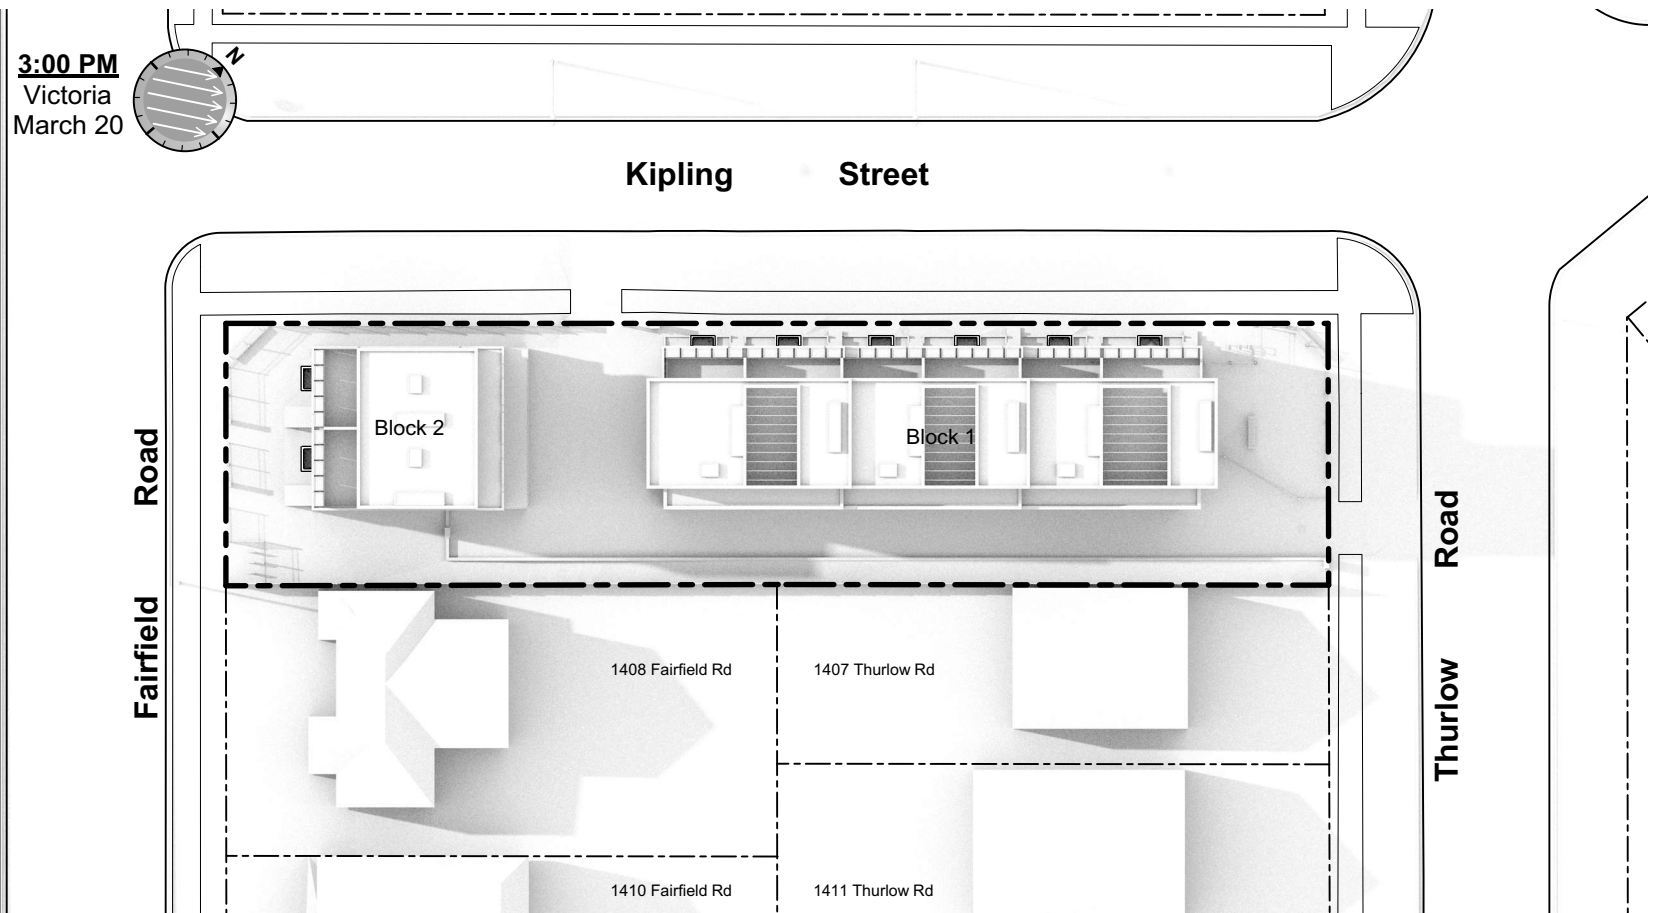 3:00 PM
Victoria
March 20
N
Kipling Street
Block 2
Block 1
Fairfield Road
Thurlow Road
1408 Fairfield Rd
1407 Thurlow Rd
1410 Fairfield Rd
1411 Thurlow Rd